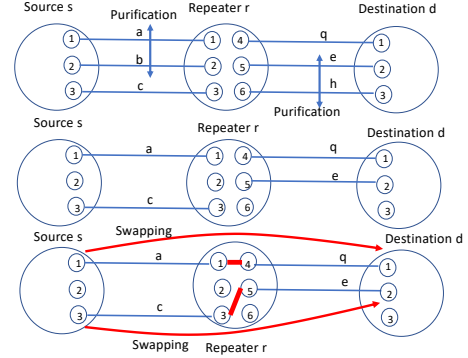 Source s Purification Repeater r Destination d
1 a 1 4 q 1
2 b 2 5 e 2
3 c 3 6 h 3
Purification
Source s Repeater r Destination d
1 a 1 4 q 1
2 2 5 e 2
3 c 3 6 3
Source s Swapping Destination d
1 a 1 4 q 1
2 2 5 e 2
3 c 3 6 3
Swapping Repeater r